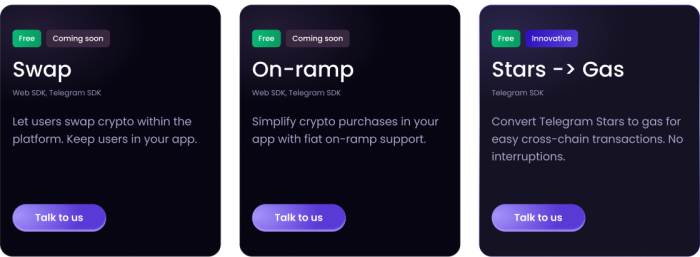 Free
Coming soon
Swap
Web SDK, Telegram SDK
Let users swap crypto within the
platform. Keep users in your app.
Talk to us
Free
Coming soon
On-ramp
Web SDK, Telegram SDK
Simplify crypto purchases in your
app with fiat on-ramp support.
Talk to us
Free
Innovative
Stars -> Gas
Telegram SDK
Convert Telegram Stars to gas for
easy cross-chain transactions. No
interruptions.
Talk to us